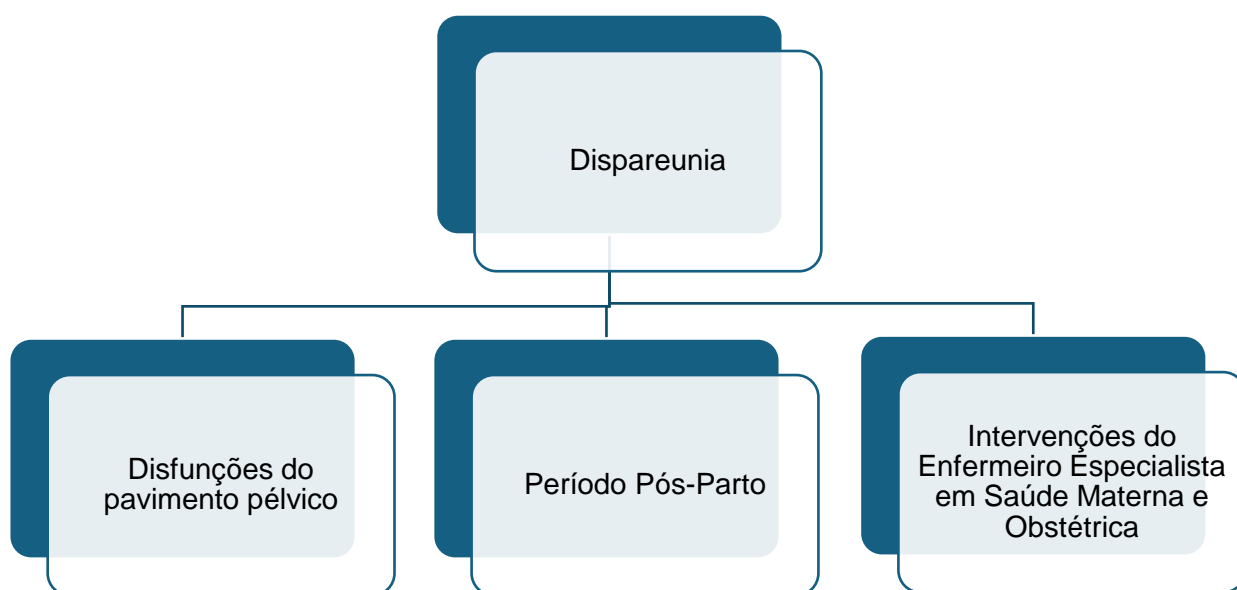 Dispareunia
Disfunções do
pavimento pélvico
Período Pós-Parto
Intervenções do
Enfermeiro Especialista
em Saúde Materna e
Obstétrica